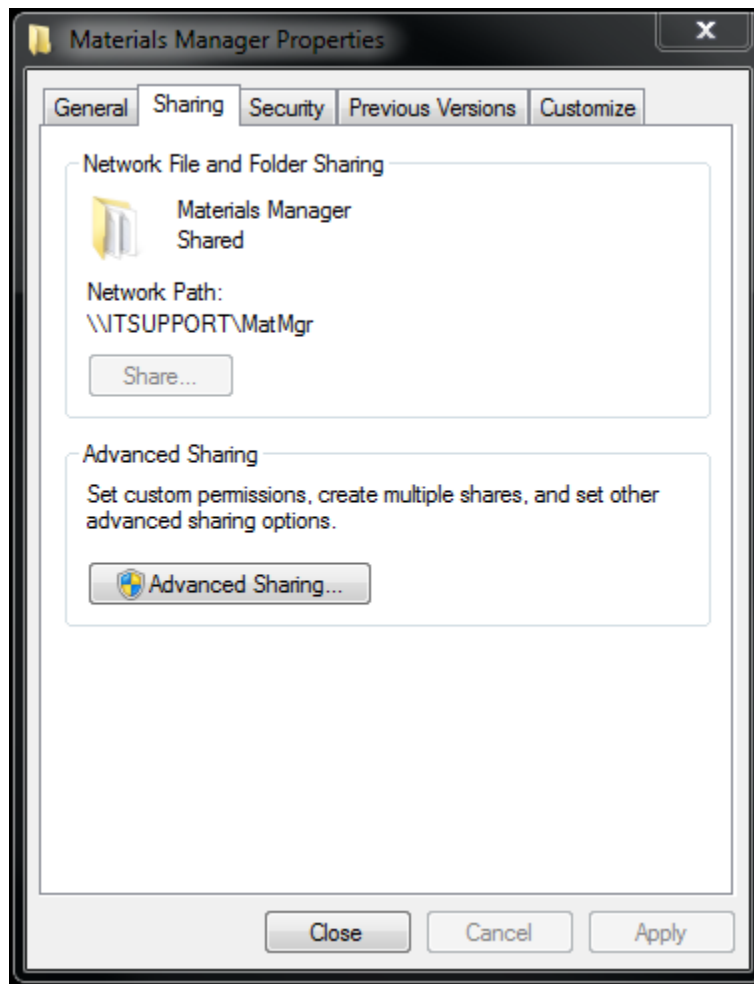 Materials Manager Properties
x
General Sharing Security Previous Versions Customize
Network File and Folder Sharing
Materials Manager
Shared
Network Path:
\\ITSUPPORT\MatMgr
Share...
Advanced Sharing
Set custom permissions, create multiple shares, and set other
advanced sharing options.
Advanced Sharing...
Close Cancel Apply